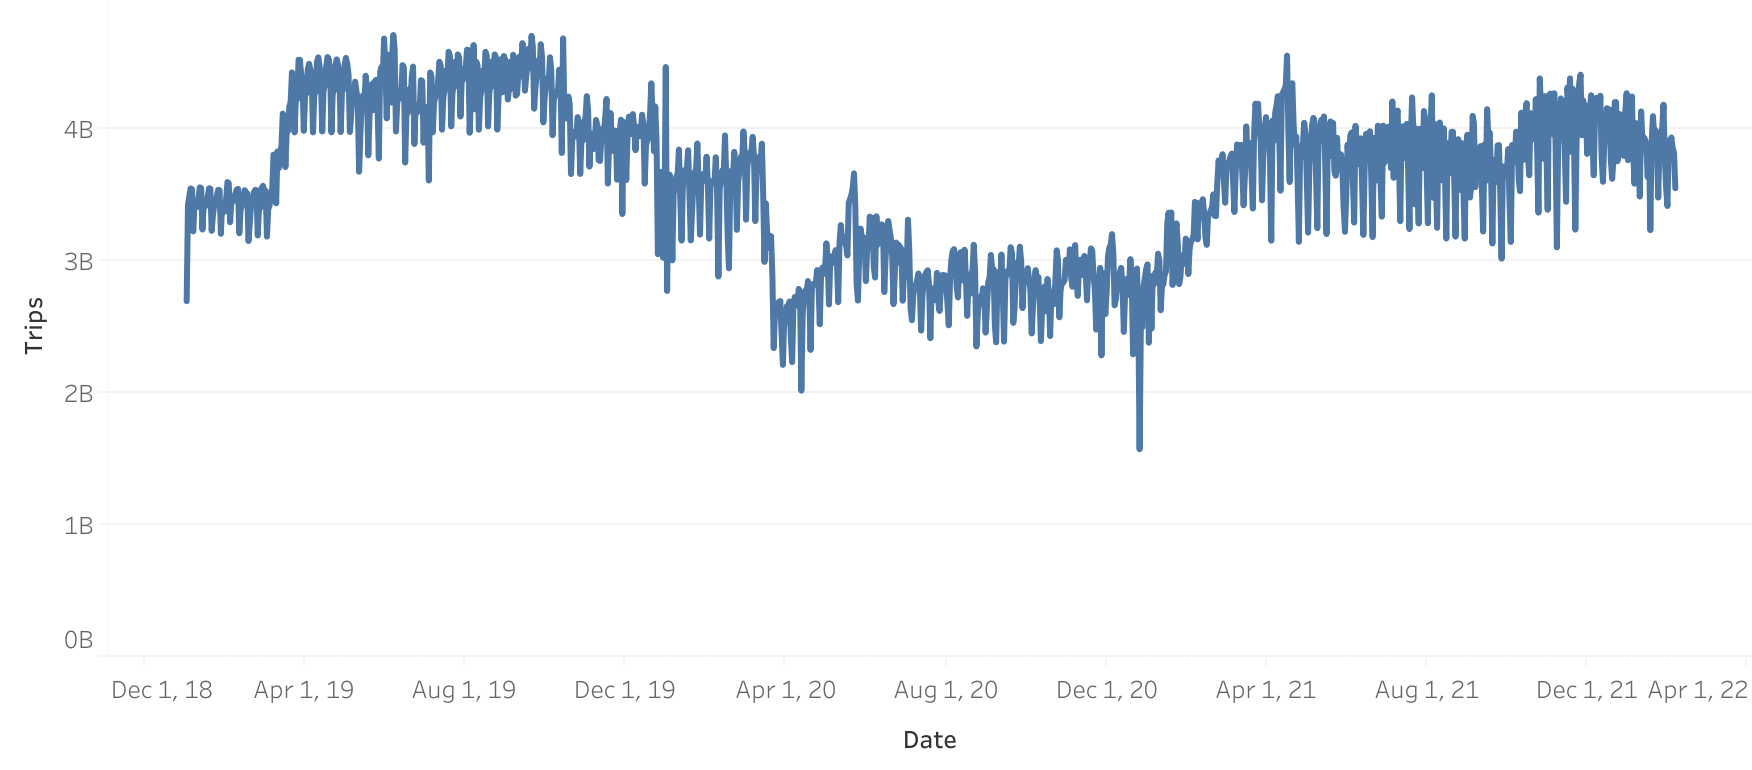 Trips
4B
3B
2B
1B
0B
Dec 1, 18 Apr 1, 19 Aug 1, 19 Dec 1, 19 Apr 1, 20 Aug 1, 20 Dec 1, 20 Apr 1, 21 Aug 1, 21 Dec 1, 21 Apr 1, 22
Date